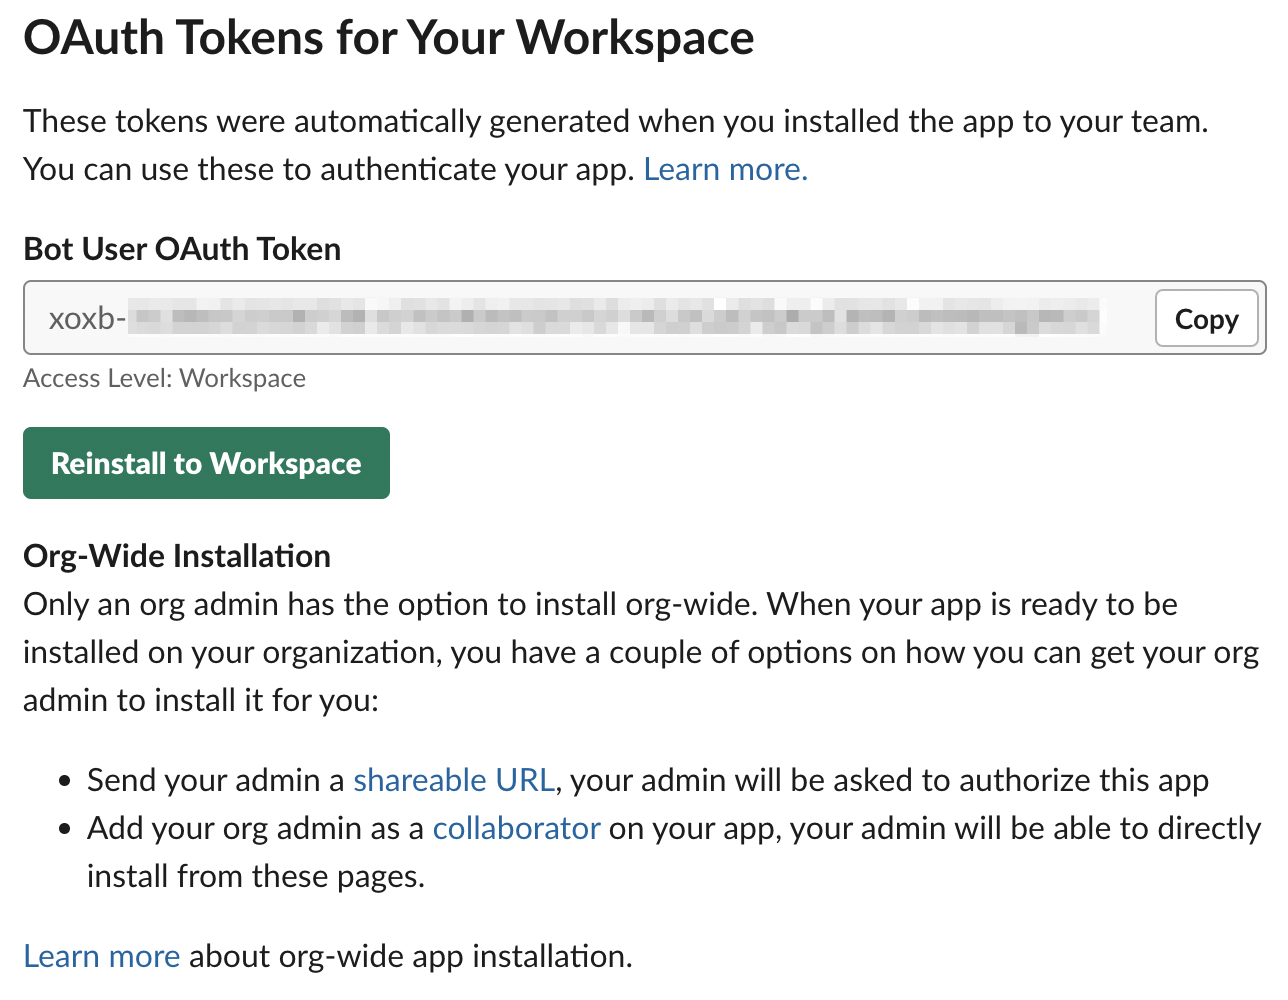 OAuth Tokens for Your Workspace
These tokens were automatically generated when you installed the app to your team.
You can use these to authenticate your app. Learn more.
Bot User OAuth Token
xoxb-
Copy
Access Level: Workspace
Reinstall to Workspace
Org-Wide Installation
Only an org admin has the option to install org-wide. When your app is ready to be
installed on your organization, you have a couple of options on how you can get your org
admin to install it for you:
• Send your admin a shareable URL, your admin will be asked to authorize this app
• Add your org admin as a collaborator on your app, your admin will be able to directly
install from these pages.
Learn more about org-wide app installation.